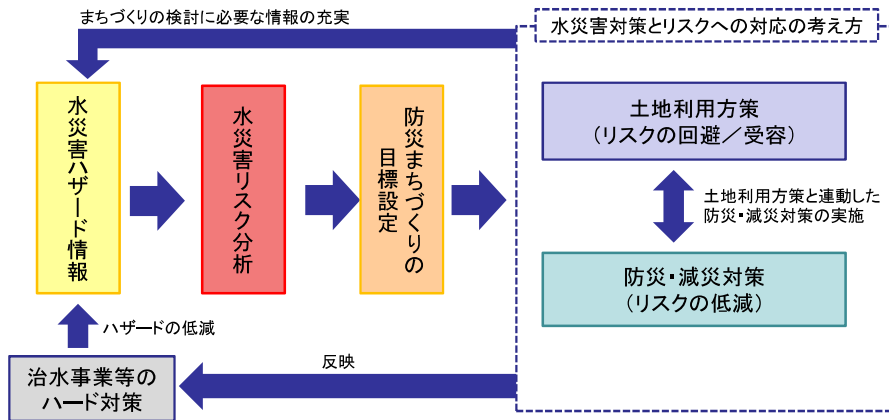 まちづくりの検討に必要な情報の充実
水災害対策とリスクへの対応の考え方
水災害ハザード情報
水災害リスク分析
防災まちづくりの
目標設定
土地利用方策
(リスクの回避／受容)
土地利用方策と連動した
防災・減災対策の実施
防災・減災対策
(リスクの低減)
ハザードの低減
治水事業等の
ハード対策
反映